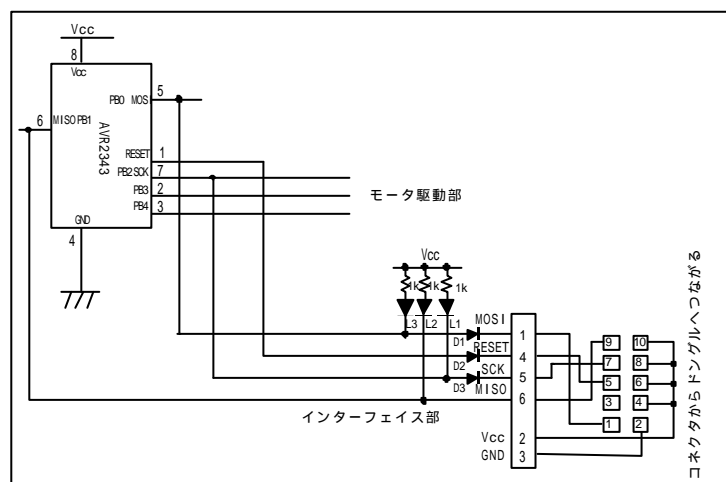 Vcc
8
Vcc
5
PB0 MOSI
6
MISO PB1
AVR2343
RESET
1
PB2SCK
7
PB3
2
PB4
3
GND
4
モータ駆動部
Vcc
1k
1k
1k
L3
L2
L1
MOSI
D1
RESET
D2
SCK
D3
MISO
1
4
5
6
2
3
Vcc
GND
インターフェイス部
9
10
7
8
5
6
3
4
1
2
コネクタからドングルへつながる